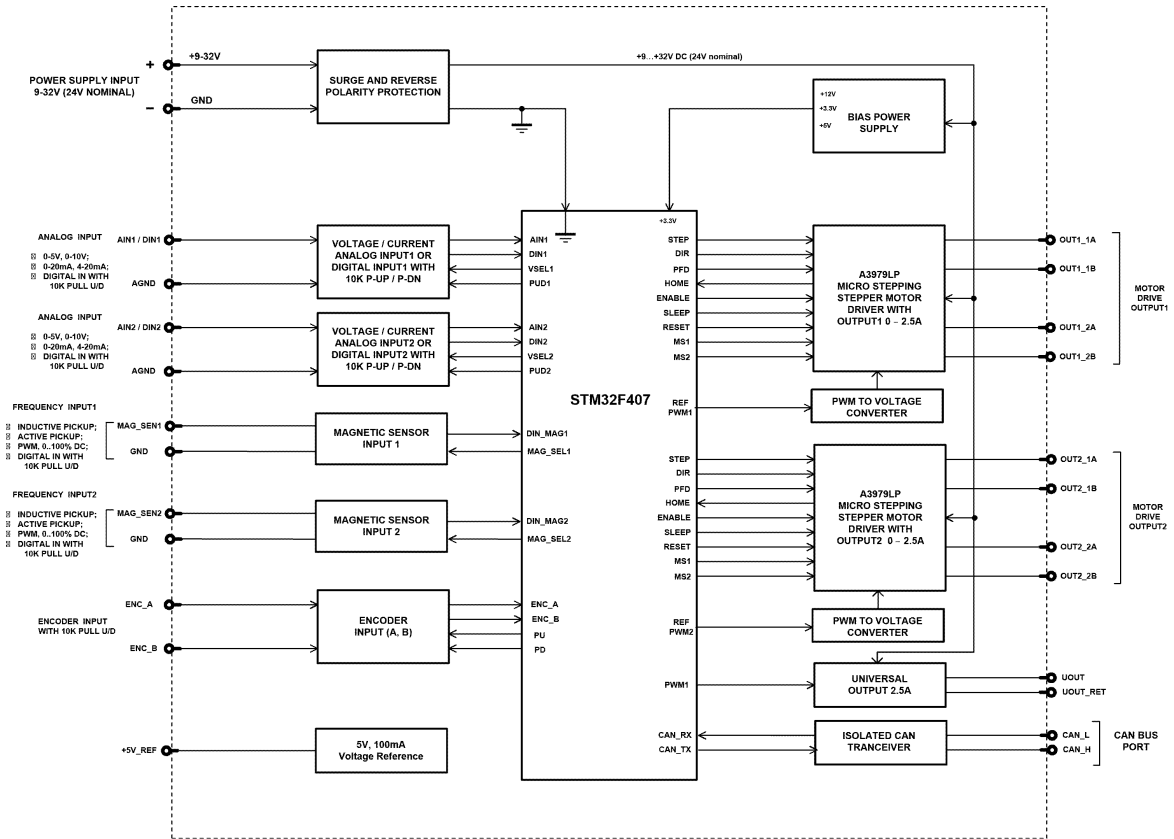 POWER SUPPLY INPUT
9-32V (24V NOMINAL)
+
−
+9-32V
GND
SURGE AND REVERSE
POLARITY PROTECTION
+9...+32V DC (24V nominal)
+12V
+3.3V
+5V
BIAS POWER
SUPPLY
ANALOG INPUT
0-5V, 0-10V;
0-20mA, 4-20mA;
DIGITAL IN WITH
10K PULL U/D
AIN1 / DIN1
AGND
VOLTAGE / CURRENT
ANALOG INPUT1 OR
DIGITAL INPUT1 WITH
10K P-UP / P-DN
AIN1
DIN1
VSEL1
PUD1
ANALOG INPUT
0-5V, 0-10V;
0-20mA, 4-20mA;
DIGITAL IN WITH
10K PULL U/D
AIN2 / DIN2
AGND
VOLTAGE / CURRENT
ANALOG INPUT2 OR
DIGITAL INPUT2 WITH
10K P-UP / P-DN
AIN2
DIN2
VSEL2
PUD2
FREQUENCY INPUT1
INDUCTIVE PICKUP;
ACTIVE PICKUP;
PWM, 0..100% DC;
DIGITAL IN WITH
10K PULL U/D
MAG_SEN1
GND
MAGNETIC SENSOR
INPUT 1
DIN_MAG1
MAG_SEL1
FREQUENCY INPUT2
INDUCTIVE PICKUP;
ACTIVE PICKUP;
PWM, 0..100% DC;
DIGITAL IN WITH
10K PULL U/D
MAG_SEN2
GND
MAGNETIC SENSOR
INPUT 2
DIN_MAG2
MAG_SEL2
ENCODER INPUT
WITH 10K PULL U/D
ENC_A
ENC_B
ENCODER
INPUT (A, B)
ENC_A
ENC_B
PU
PD
+5V_REF
5V, 100mA
Voltage Reference
STM32F407
+3.3V
STEP
DIR
PFD
HOME
ENABLE
SLEEP
RESET
MS1
MS2
REF
PWM1
A3979LP
MICRO STEPPING
STEPPER MOTOR
DRIVER WITH
OUTPUT1 0 – 2.5A
PWM TO VOLTAGE
CONVERTER
OUT1_1A
OUT1_1B
OUT1_2A
OUT1_2B
MOTOR
DRIVE
OUTPUT1
STEP
DIR
PFD
HOME
ENABLE
SLEEP
RESET
MS1
MS2
REF
PWM2
A3979LP
MICRO STEPPING
STEPPER MOTOR
DRIVER WITH
OUTPUT2 0 – 2.5A
PWM TO VOLTAGE
CONVERTER
OUT2_1A
OUT2_1B
OUT2_2A
OUT2_2B
MOTOR
DRIVE
OUTPUT2
PWM1
UNIVERSAL
OUTPUT 2.5A
UOUT
UOUT_RET
CAN_RX
CAN_TX
ISOLATED CAN
TRANCEIVER
CAN_L
CAN_H
CAN BUS
PORT